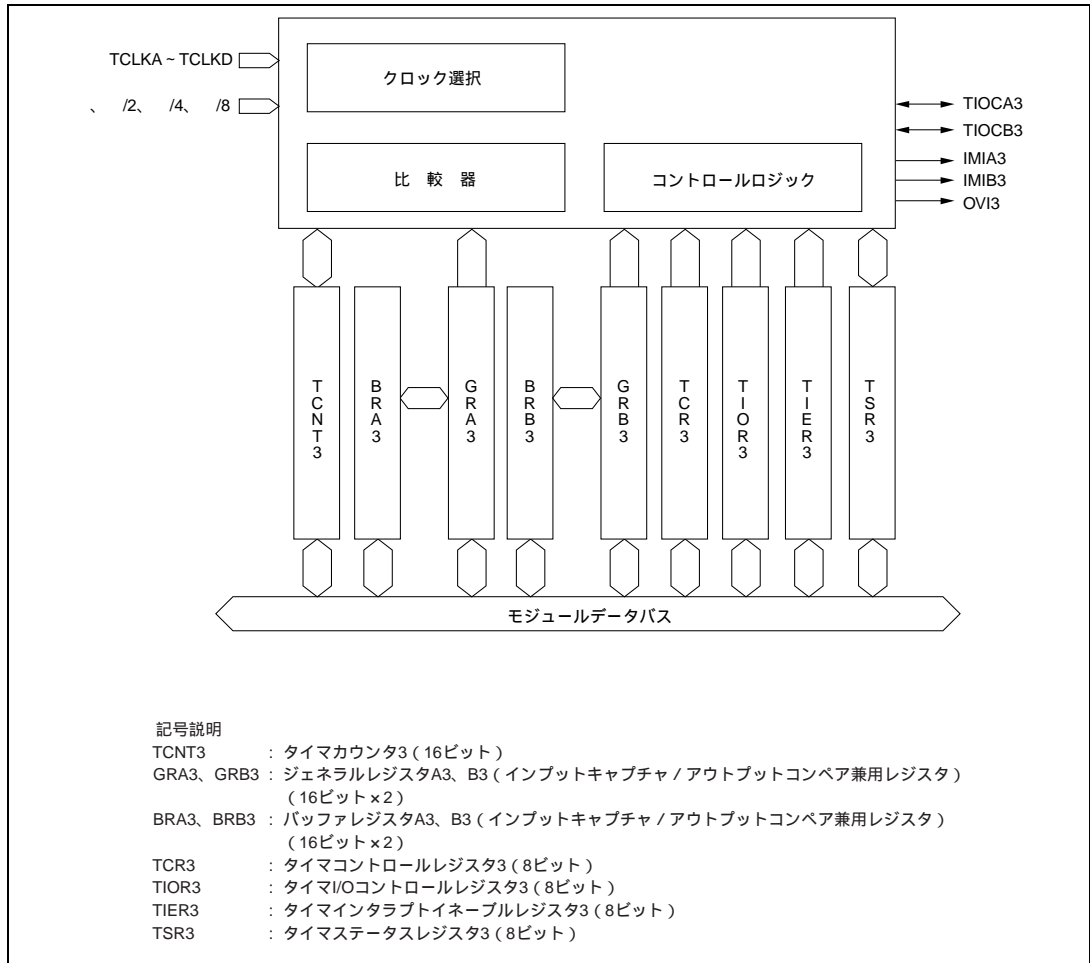 TCLKA ~ TCLKD
、 /2、 /4、 /8
クロック選択
比 較 器
コントロールロジック
TIOCA3
TIOCB3
IMIA3
IMIB3
OVI3
TCNT3
BRA3
GRA3
BRB3
GRB3
TCR3
TIOR3
TIER3
TSR3
モジュールデータバス
記号説明
TCNT3 : タイマカウンタ3(16ビット)
GRA3、GRB3 : ジェネラルレジスタA3、B3(インプットキャプチャ / アウトプットコンペア兼用レジスタ)
(16ビット×2)
BRA3、BRB3 : バッファレジスタA3、B3(インプットキャプチャ / アウトプットコンペア兼用レジスタ)
(16ビット×2)
TCR3 : タイマコントロールレジスタ3(8ビット)
TIOR3 : タイマI/Oコントロールレジスタ3(8ビット)
TIER3 : タイマインタラプトイネーブルレジスタ3(8ビット)
TSR3 : タイマステータスレジスタ3(8ビット)